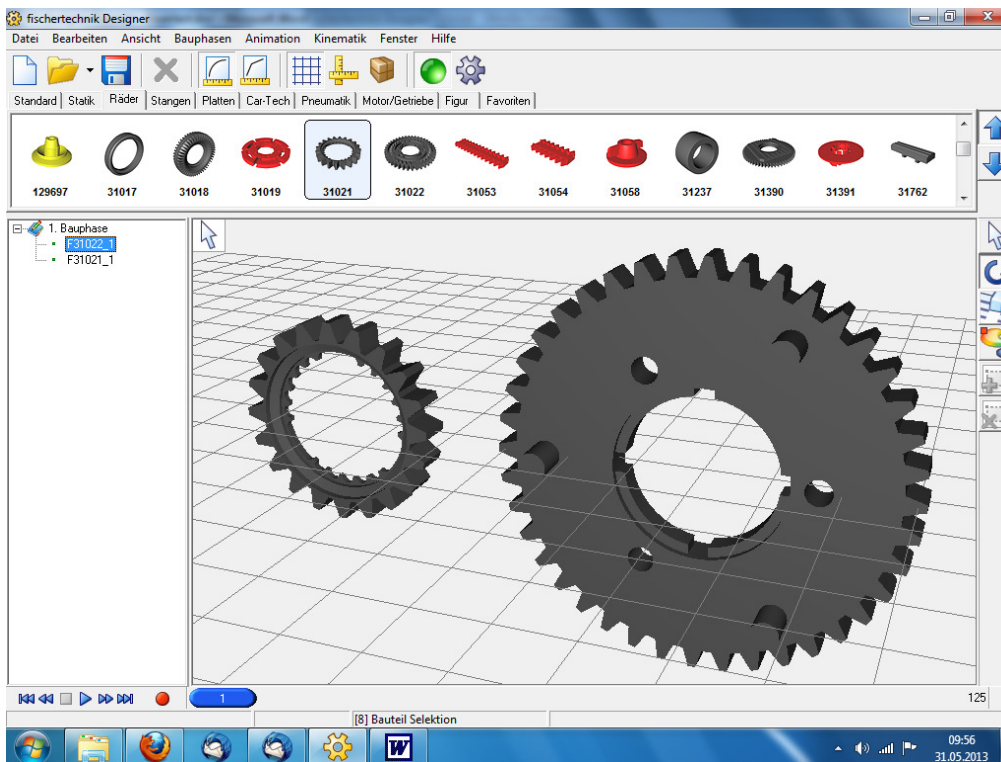 fischertechnik Designer
Datei Bearbeiten Ansicht Bauphasen Animation Kinematik Fenster Hilfe
Standard Statik Räder Stangen Platten Car-Tech Pneumatik Motor/Getriebe Figur Favoriten
129697 31017 31018 31019 31021 31022 31053 31054 31058 31237 31390 31391 31762
1. Bauphase
F31022_1
F31021_1
1 125
[8] Bauteil Selektion
W
09:56
31.05.2013